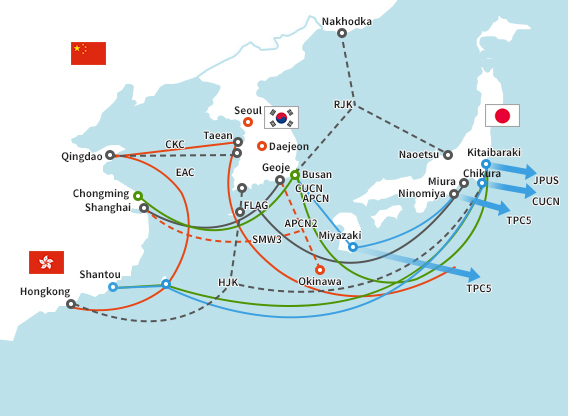 Nakhodka
RJK
Seoul
Taean
CKC
Daejeon
Naoetsu
Kitaibaraki
Qingdao
EAC
Geoje
Busan
Chikura
JPUS
Miura
Chongming
CUCN
Ninomiya
CUCN
Shanghai
FLAG
APCN
TPC5
APCN2
Miyazaki
SMW3
Shantou
HJK
Okinawa
TPC5
Hongkong